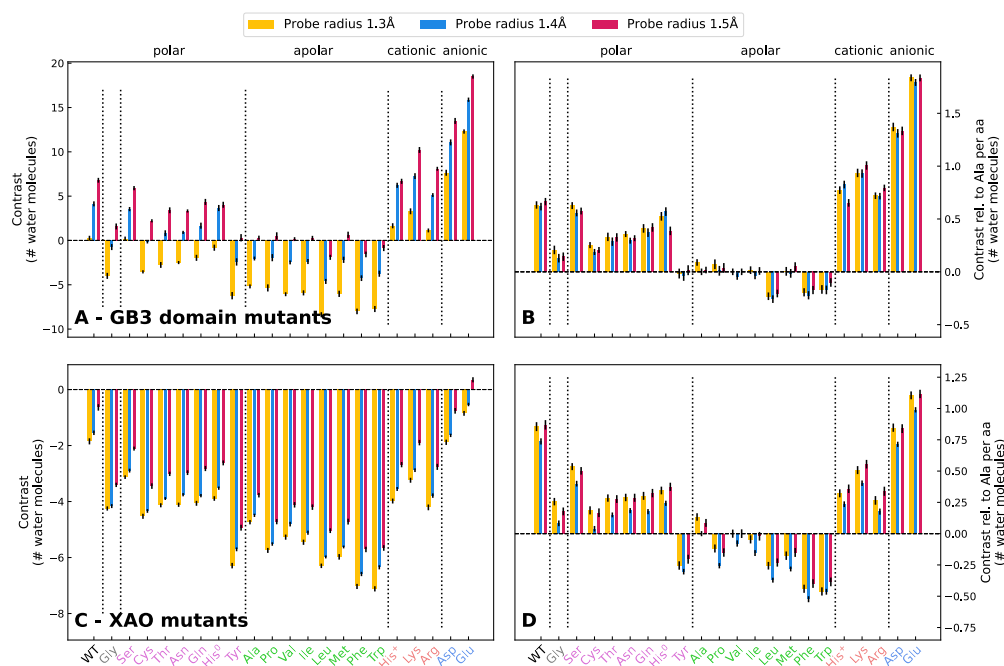 Probe radius 1.3Å Probe radius 1.4Å Probe radius 1.5Å
polar apolar cationic anionic
polar apolar cationic anionic
20
15
10
5
0
−5
−10
Contrast
(# water molecules)
A - GB3 domain mutants
1.5
1.0
0.5
0.0
−0.5
Contrast rel. to Ala per aa
(# water molecules)
B
0
−2
−4
−6
−8
Contrast
(# water molecules)
C - XAO mutants
WT Gly Ser Cys Thr Asn Gln His⁰ Tyr Ala Pro Val Ile Leu Met Phe Trp His⁺ Lys Arg Asp Glu
1.25
1.00
0.75
0.50
0.25
0.00
−0.25
−0.50
Contrast rel. to Ala per aa
(# water molecules)
D
WT Gly Ser Cys Thr Asn Gln His⁰ Tyr Ala Pro Val Ile Leu Met Phe Trp His⁺ Lys Arg Asp Glu